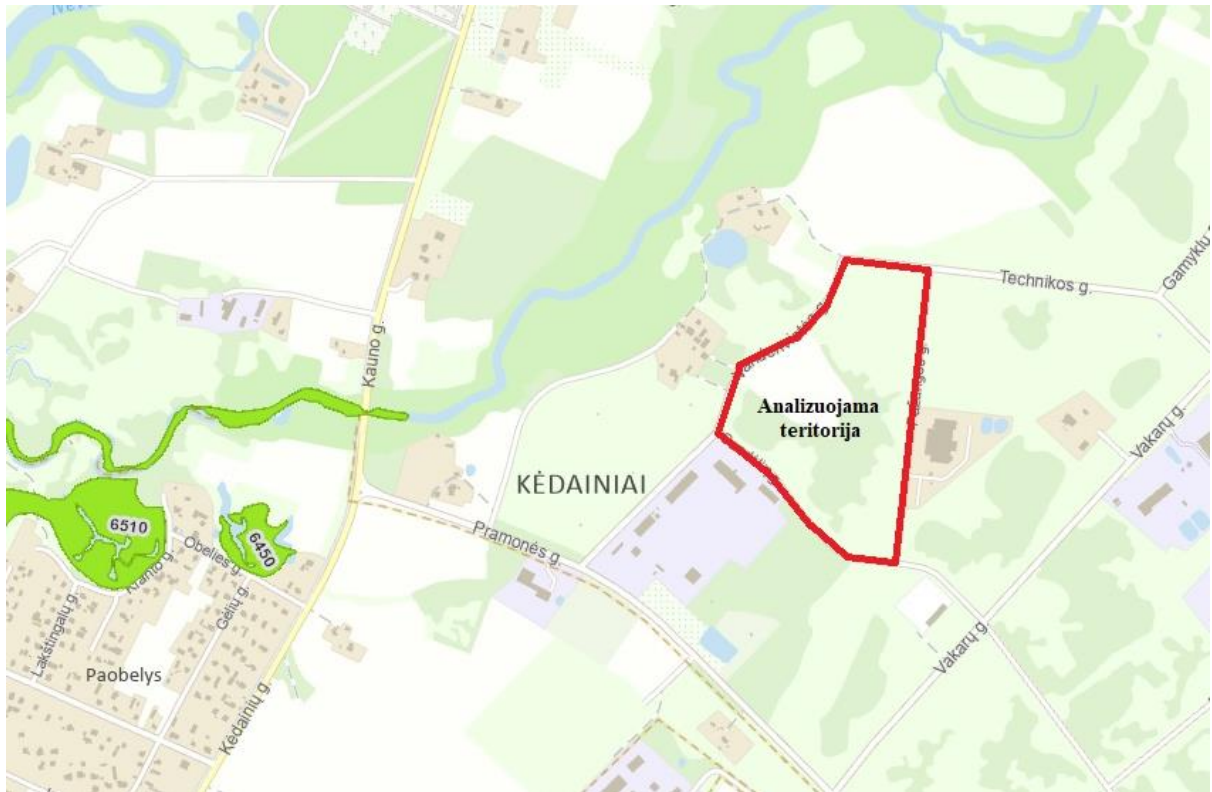 Technikos g.
Gamyklų
Kauno g.
Analizuojama
teritorija
Vakarų g.
KĖDAINIAI
Pramonės g.
6510
6450
Obelies g.
Kranto g.
Gėlių g.
Lakštingalų g.
Vakarų g.
Paobelys
Kėdainių g.